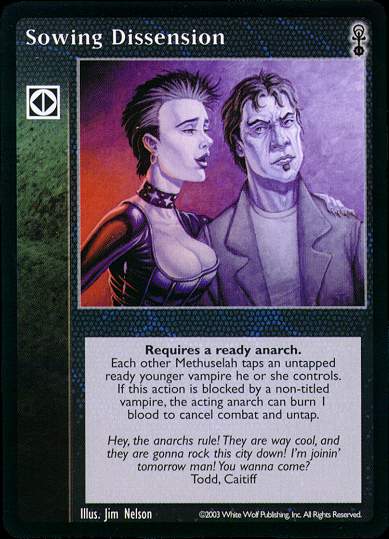 Sowing Dissension
Requires a ready anarch.
Each other Methuselah taps an untapped
ready younger vampire he or she controls.
If this action is blocked by a non-titled
vampire, the acting anarch can burn 1
blood to cancel combat and untap.
Hey, the anarchs rule! They are way cool, and
they are gonna rock this city down! I'm joinin'
tomorrow man! You wanna come?
Todd, Caitiff
Illus. Jim Nelson
©2003 White Wolf Publishing, Inc. All Rights Reserved.